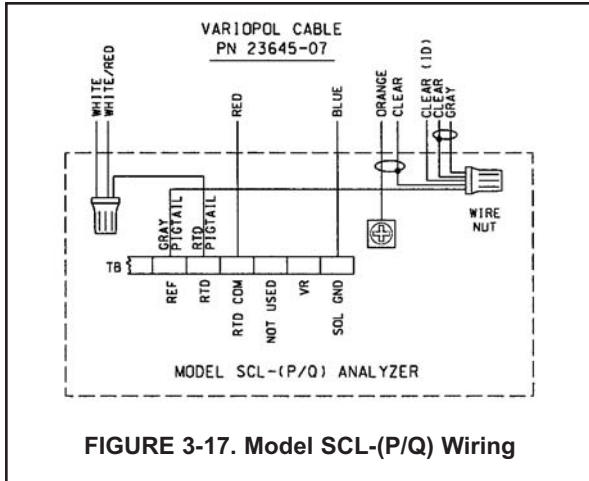 VARIOPOL CABLE
PN 23645-07
WHITE
WHITE/RED
RED
BLUE
ORANGE
CLEAR
CLEAR (ID)
CLEAR
GRAY
WIRE
NUT
GRAY
PIGTAIL
RTD
PIGTAIL
TB
REF
RTD
RTD COM
NOT USED
VR
SOL GND
MODEL SCL-(P/Q) ANALYZER
FIGURE 3-17. Model SCL-(P/Q) Wiring